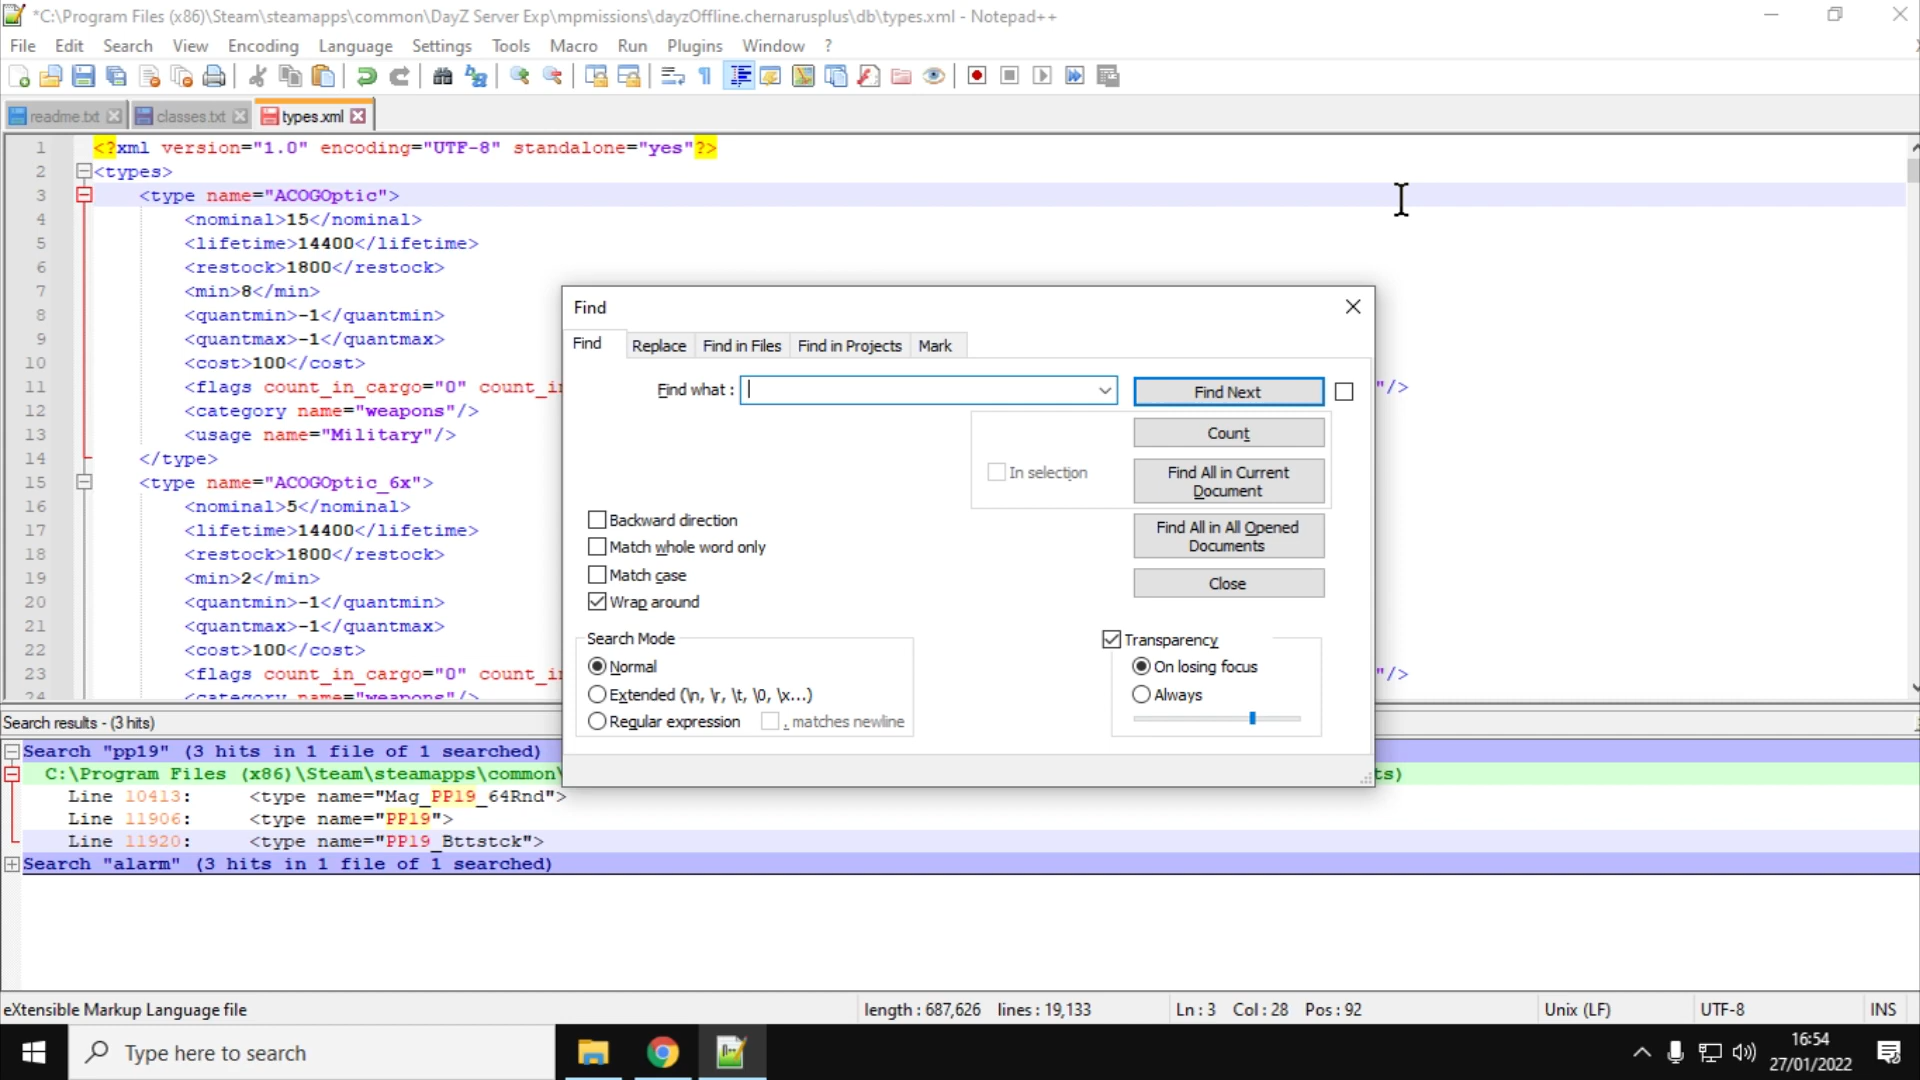 *C:\Program Files (x86)\Steam\steamapps\common\DayZ Server Exp\mpmissions\dayzOffline.chernarusplus\db\types.xml - Notepad++
File Edit Search View Encoding Language Settings Tools Macro Run Plugins Window ?
readme.txt classes.txt types.xml
1 <?xml version="1.0" encoding="UTF-8" standalone="yes"?>
2 <types>
3 <type name="ACOGOptic">
4 <nominal>15</nominal>
5 <lifetime>14400</lifetime>
6 <restock>1800</restock>
7 <min>8</min>
8 <quantmin>-1</quantmin>
9 <quantmax>-1</quantmax>
10 <cost>100</cost>
11 <flags count_in_cargo="0" count_i "/>
12 <category name="weapons"/>
13 <usage name="Military"/>
14 </type>
15 <type name="ACOGOptic_6x">
16 <nominal>5</nominal>
17 <lifetime>14400</lifetime>
18 <restock>1800</restock>
19 <min>2</min>
20 <quantmin>-1</quantmin>
21 <quantmax>-1</quantmax>
22 <cost>100</cost>
23 <flags count_in_cargo="0" count_i "/>
24 <category name="weapons"/>
Find
Find Replace Find in Files Find in Projects Mark
Find what :
Find Next
Count
In selection
Find All in Current
Document
Backward direction
Find All in All Opened
Documents
Match whole word only
Match case
Close
Wrap around
Search Mode
Transparency
Normal
On losing focus
Extended (\n, \r, \t, \0, \x...)
Always
Regular expression
. matches newline
Search results - (3 hits)
Search "pp19" (3 hits in 1 file of 1 searched)
C:\Program Files (x86)\Steam\steamapps\common\ ts)
Line 10413: <type name="Mag_PP19_64Rnd">
Line 11906: <type name="PP19">
Line 11920: <type name="PP19_Bttstck">
Search "alarm" (3 hits in 1 file of 1 searched)
eXtensible Markup Language file length : 687,626 lines : 19,133 Ln : 3 Col : 28 Pos : 92 Unix (LF) UTF-8 INS
Type here to search
16:54
27/01/2022